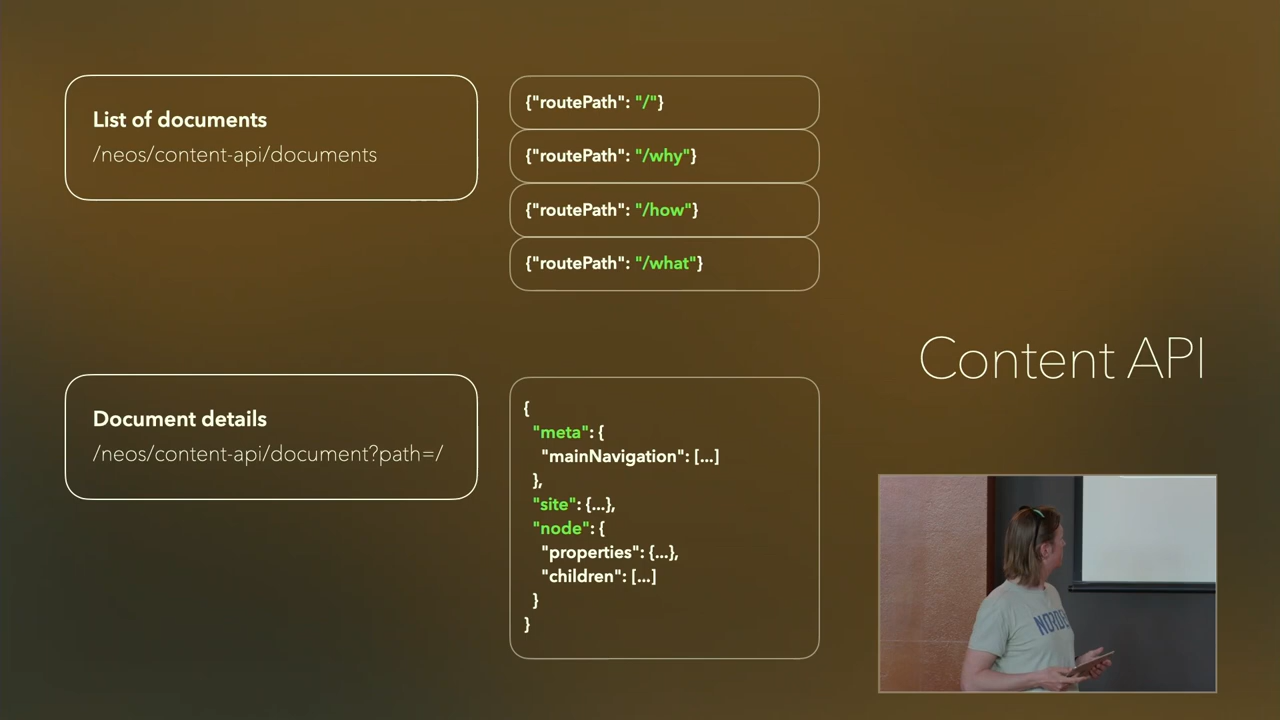 List of documents
/neos/content-api/documents
{"routePath": "/"}
{"routePath": "/why"}
{"routePath": "/how"}
{"routePath": "/what"}
Content API
Document details
/neos/content-api/document?path=/
{
"meta": {
"mainNavigation": [...]
},
"site": {...},
"node": {
"properties": {...},
"children": [...]
}
}